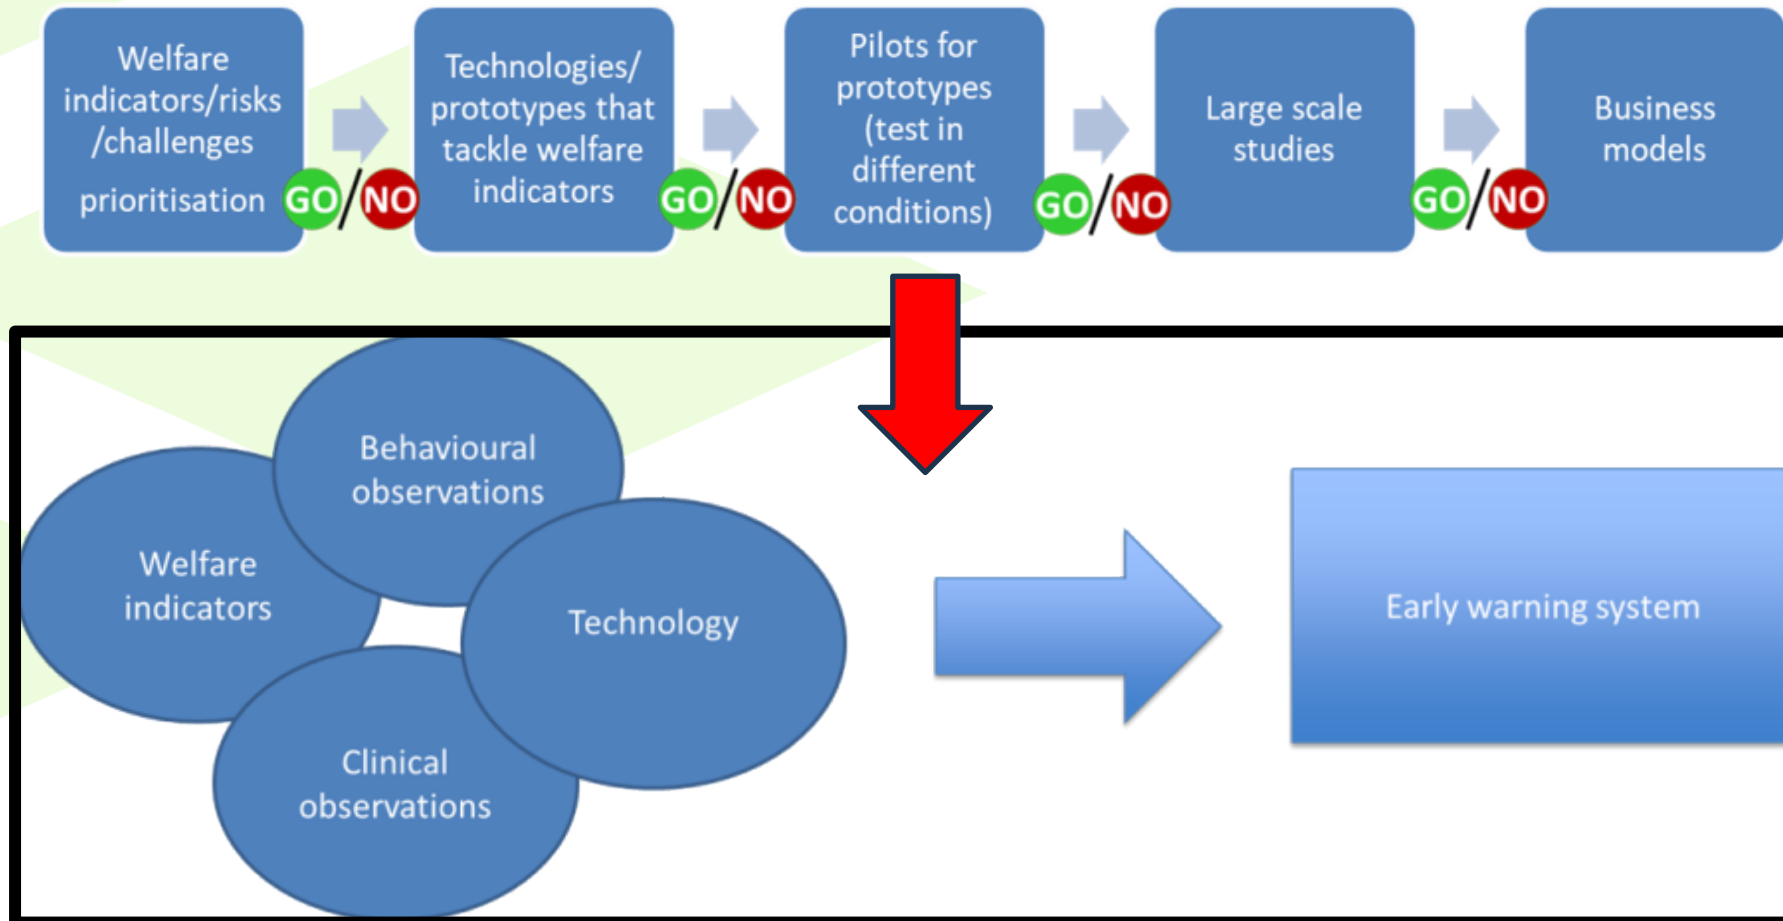 Welfare
indicators/risks
/challenges
prioritisation
GO/NO
Technologies/
prototypes that
tackle welfare
indicators
GO/NO
Pilots for
prototypes
(test in
different
conditions)
GO/NO
Large scale
studies
GO/NO
Business
models
Behavioural
observations
Welfare
indicators
Technology
Clinical
observations
Early warning system